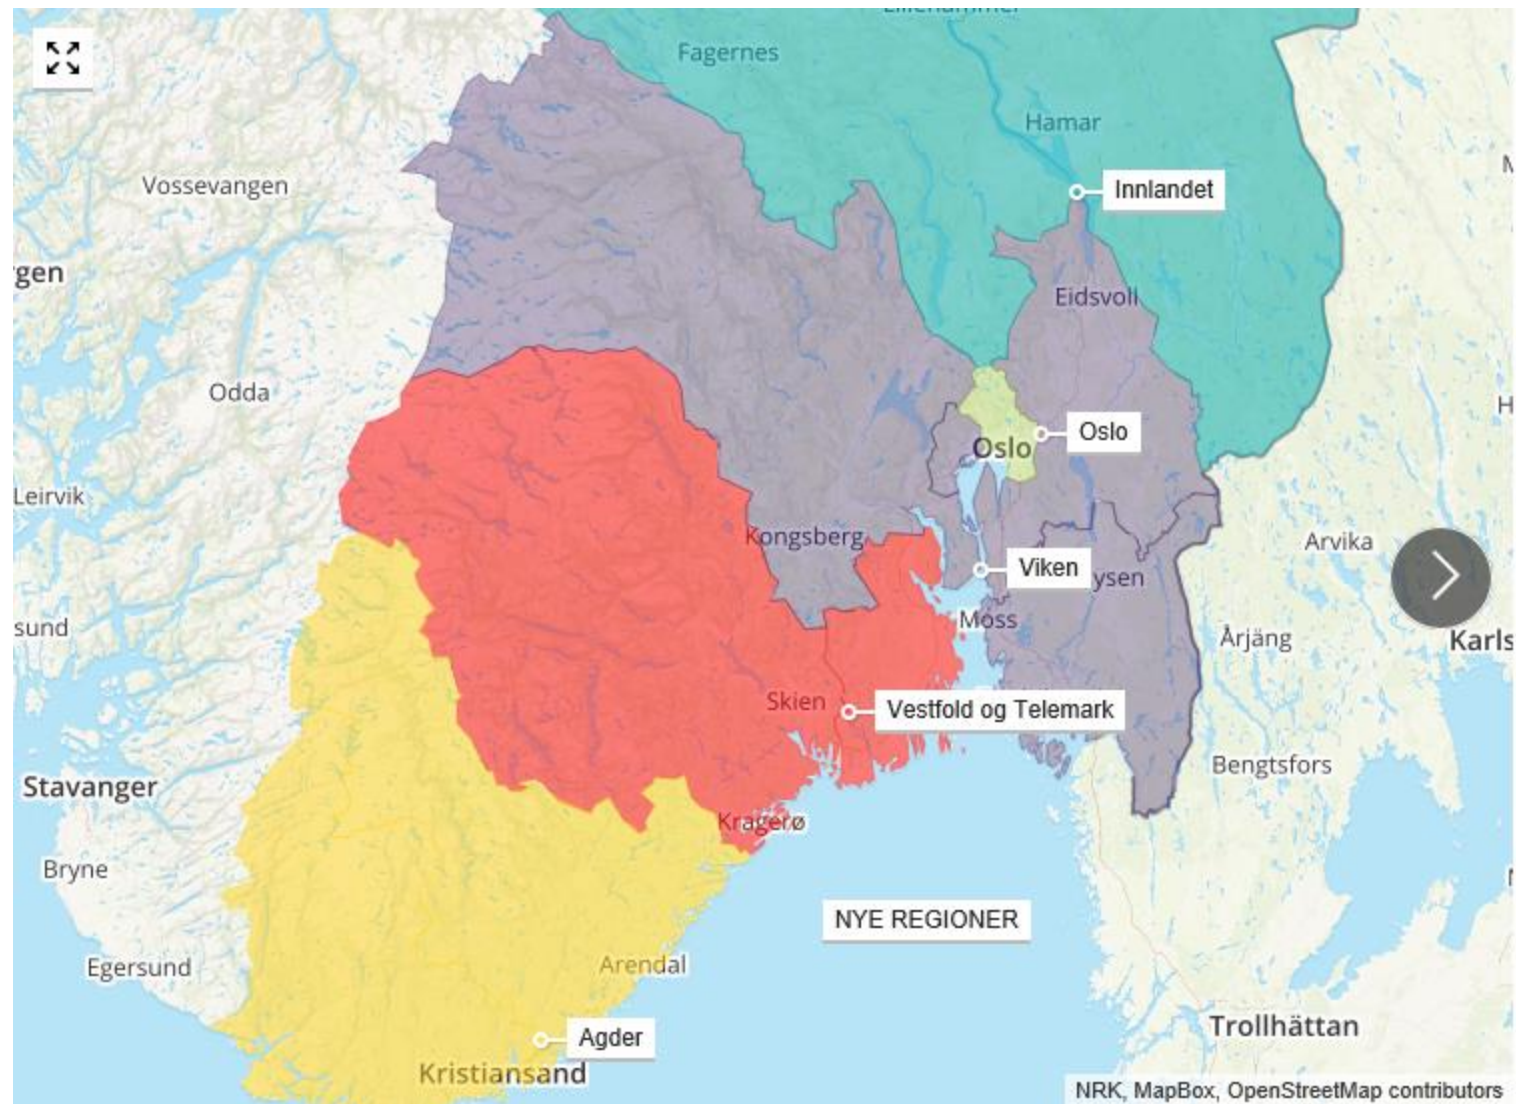 Lillehammer
Fagernes
Hamar
Vossevangen
Innlandet
gen
Eidsvoll
Odda
Oslo
Oslo
Leirvik
Kongsberg
Arvika
Viken
ysen
sund
Moss
Årjäng
Karls
Skien
Vestfold og Telemark
Bengtsfors
Stavanger
Kragerø
Bryne
NYE REGIONER
Egersund
Arendal
Trollhättan
Agder
Kristiansand
NRK, MapBox, OpenStreetMap contributors